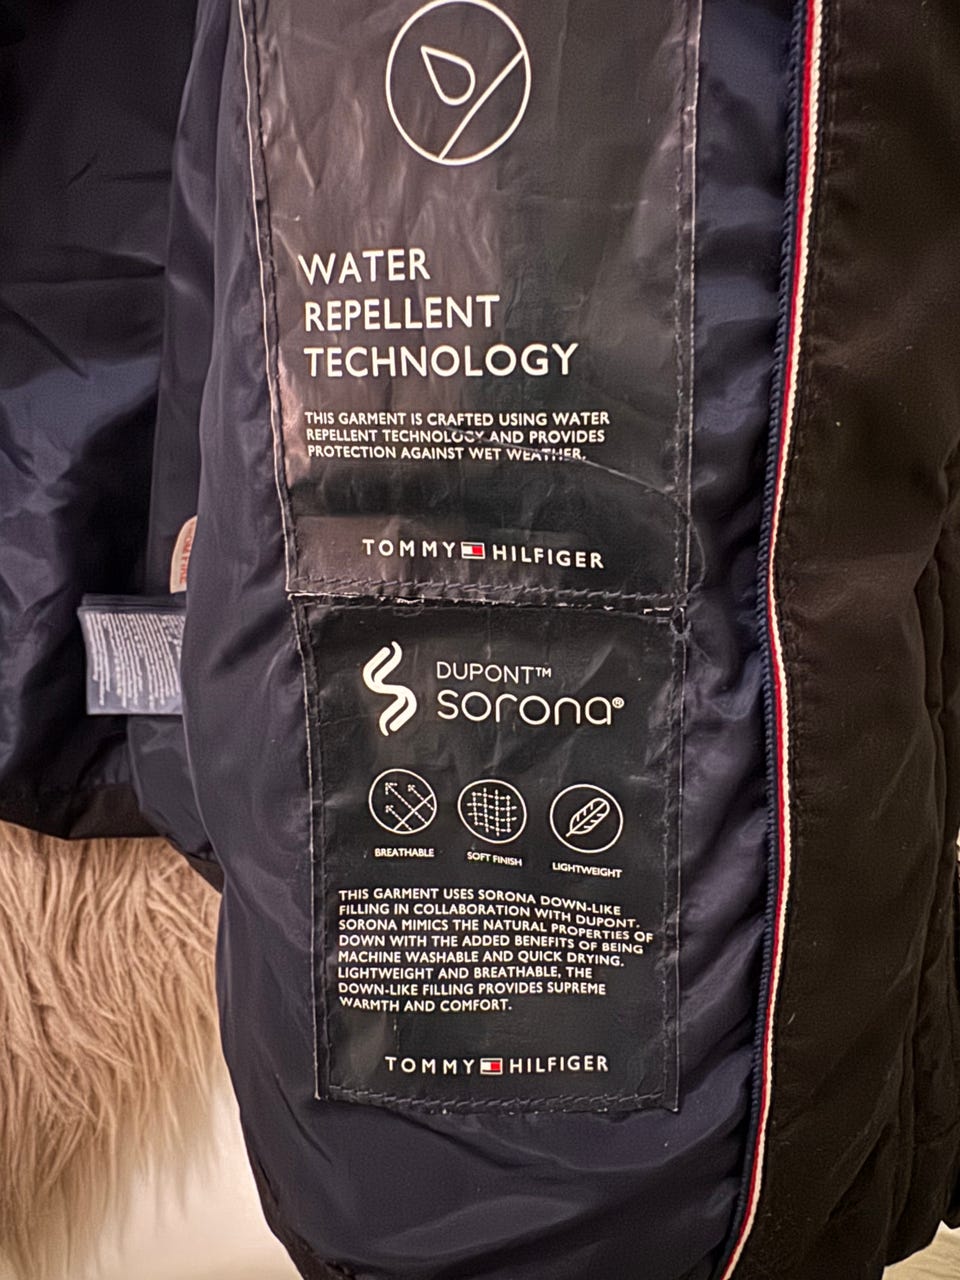 WATER
REPELLENT
TECHNOLOGY
THIS GARMENT IS CRAFTED USING WATER
REPELLENT TECHNOLOGY AND PROVIDES
PROTECTION AGAINST WET WEATHER.
TOMMY HILFIGER
DUPONT™
sorona®
BREATHABLE
SOFT FINISH
LIGHTWEIGHT
THIS GARMENT USES SORONA DOWN-LIKE
FILLING IN COLLABORATION WITH DUPONT.
SORONA MIMICS THE NATURAL PROPERTIES OF
DOWN WITH THE ADDED BENEFITS OF BEING
MACHINE WASHABLE AND QUICK DRYING.
LIGHTWEIGHT AND BREATHABLE, THE
DOWN-LIKE FILLING PROVIDES SUPREME
WARMTH AND COMFORT.
TOMMY HILFIGER